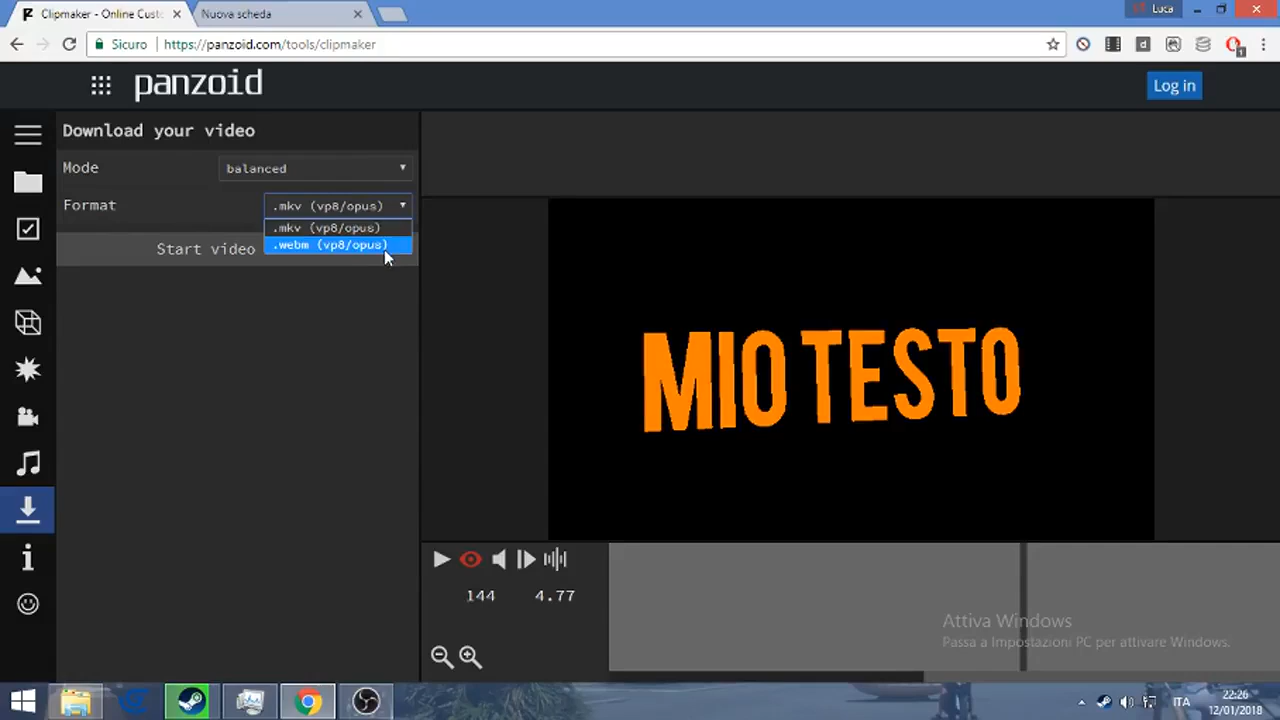 Clipmaker - Online Cust
Nuova scheda
Luca
Sicuro
https://panzoid.com/tools/clipmaker
1
panzoid
Log in
Download your video
Mode
balanced
Format
.mkv (vp8/opus)
.mkv (vp8/opus)
.webm (vp8/opus)
Start video
MIO TESTO
144
4.77
Attiva Windows
Passa a Impostazioni PC per attivare Windows.
ITA
22:26
12/01/2018